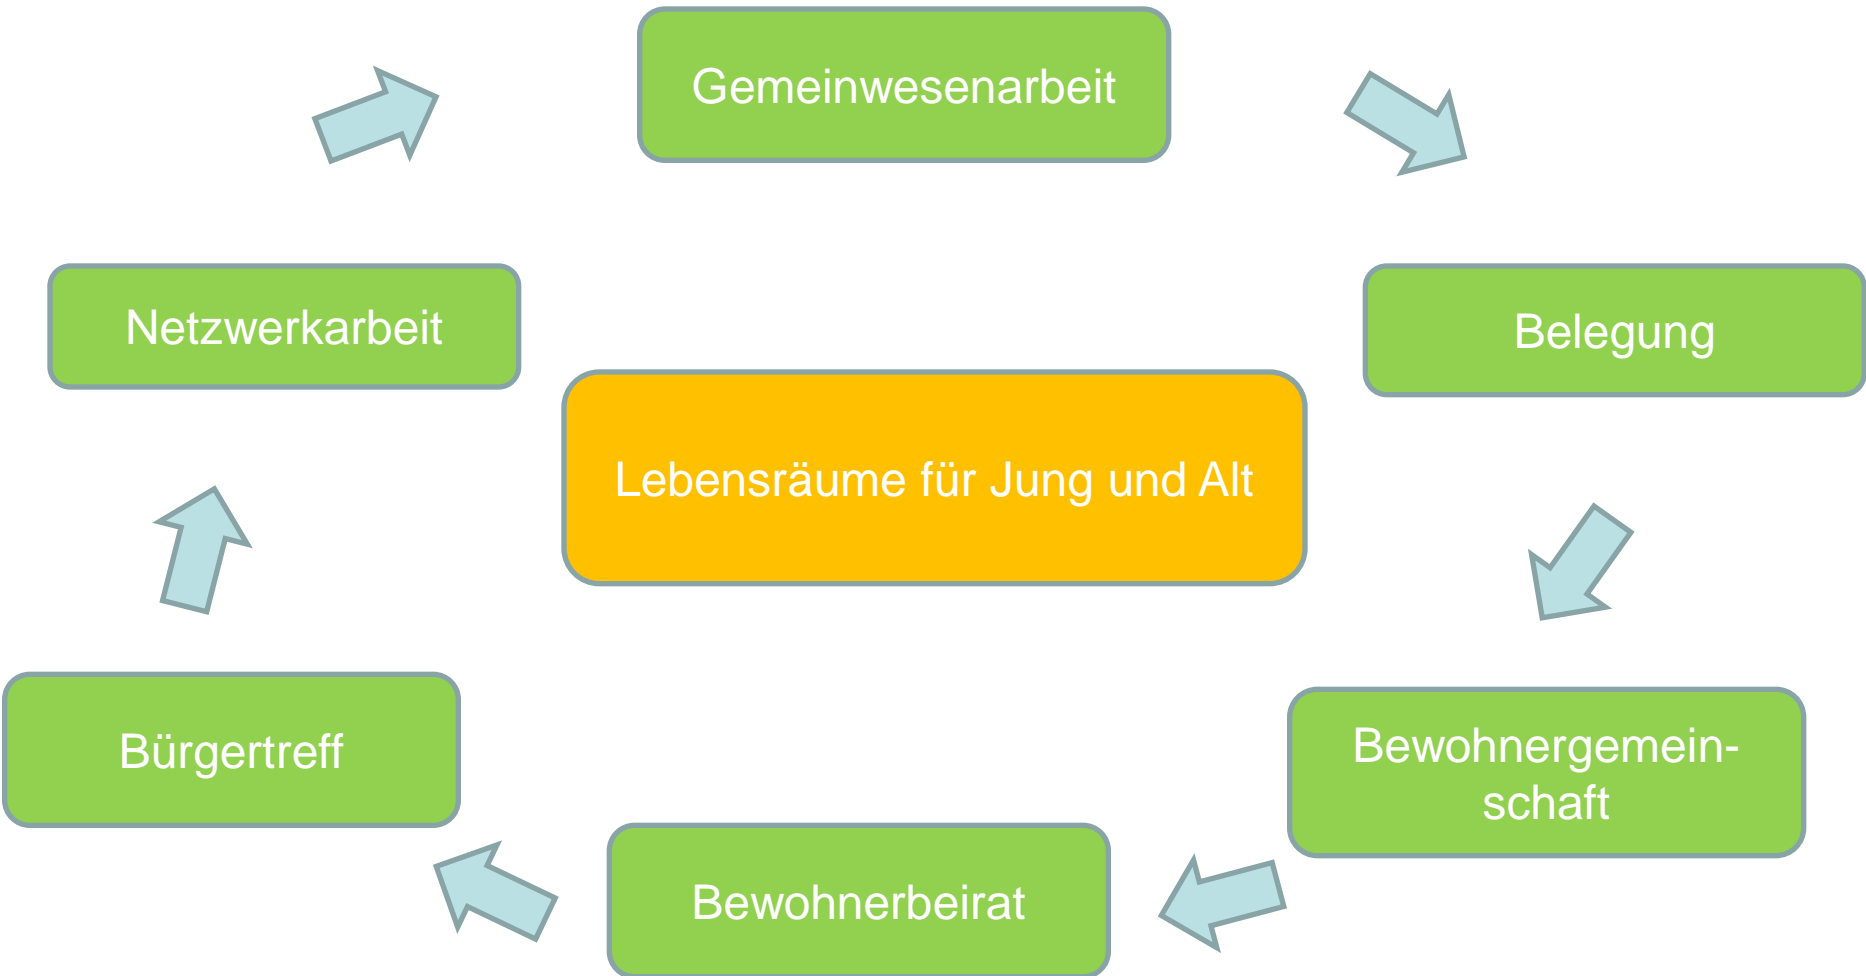 Gemeinwesenarbeit
Netzwerkarbeit
Belegung
Lebensräume für Jung und Alt
Bürgertreff
Bewohnergemein-
schaft
Bewohnerbeirat